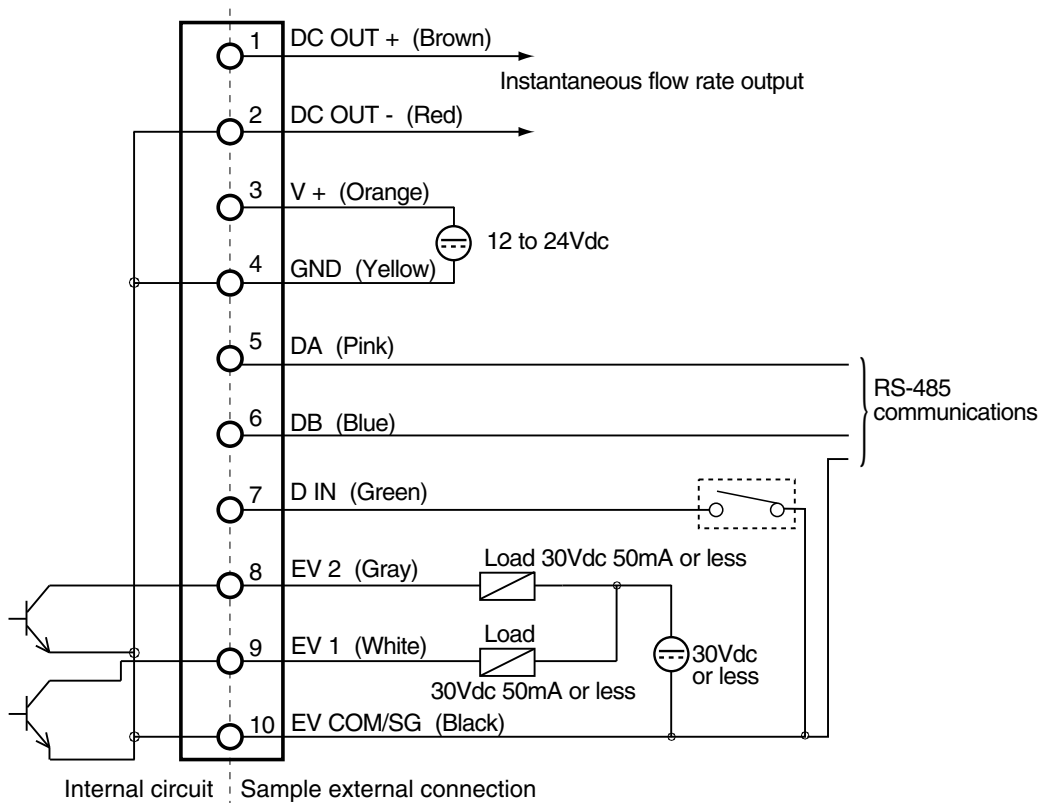 1 DC OUT + (Brown)
Instantaneous flow rate output
2 DC OUT - (Red)
3 V + (Orange)
12 to 24Vdc
4 GND (Yellow)
5 DA (Pink)
RS-485
communications
6 DB (Blue)
7 D IN (Green)
8 EV 2 (Gray)
Load 30Vdc 50mA or less
9 EV 1 (White)
Load
30Vdc 50mA or less
30Vdc
or less
10 EV COM/SG (Black)
Internal circuit
Sample external connection